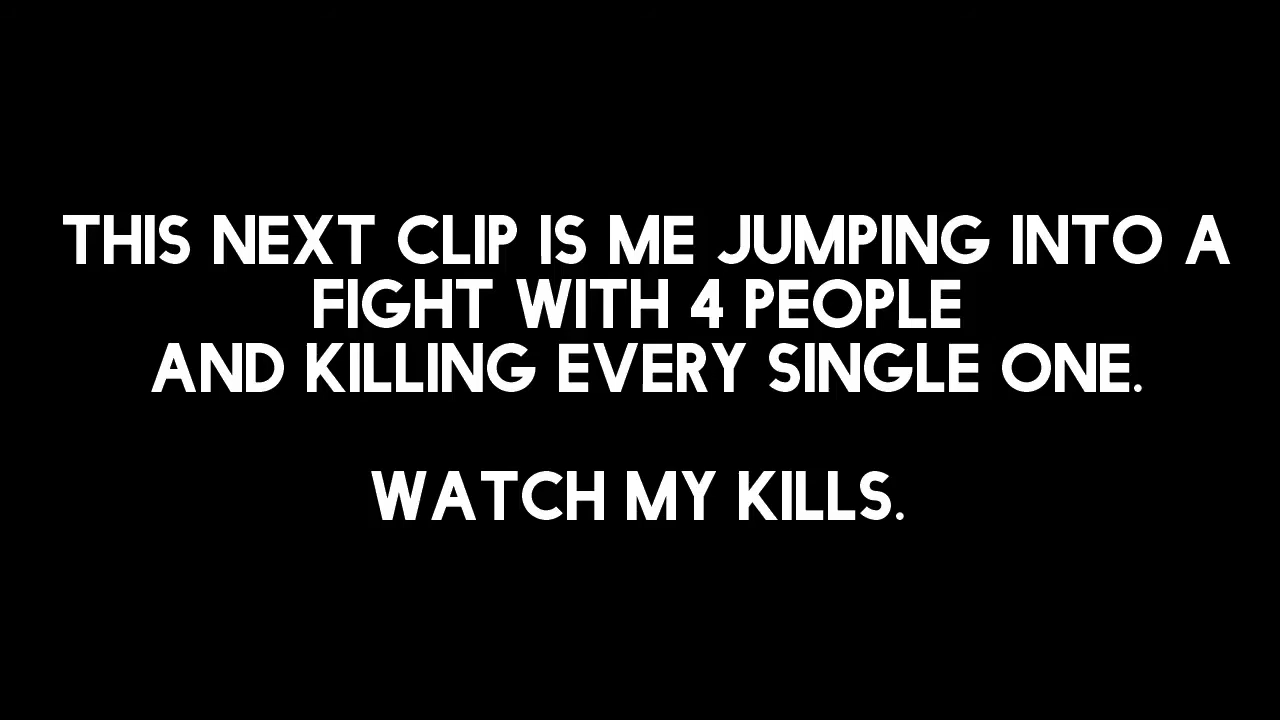 THIS NEXT CLIP IS ME JUMPING INTO A
FIGHT WITH 4 PEOPLE
AND KILLING EVERY SINGLE ONE.
WATCH MY KILLS.